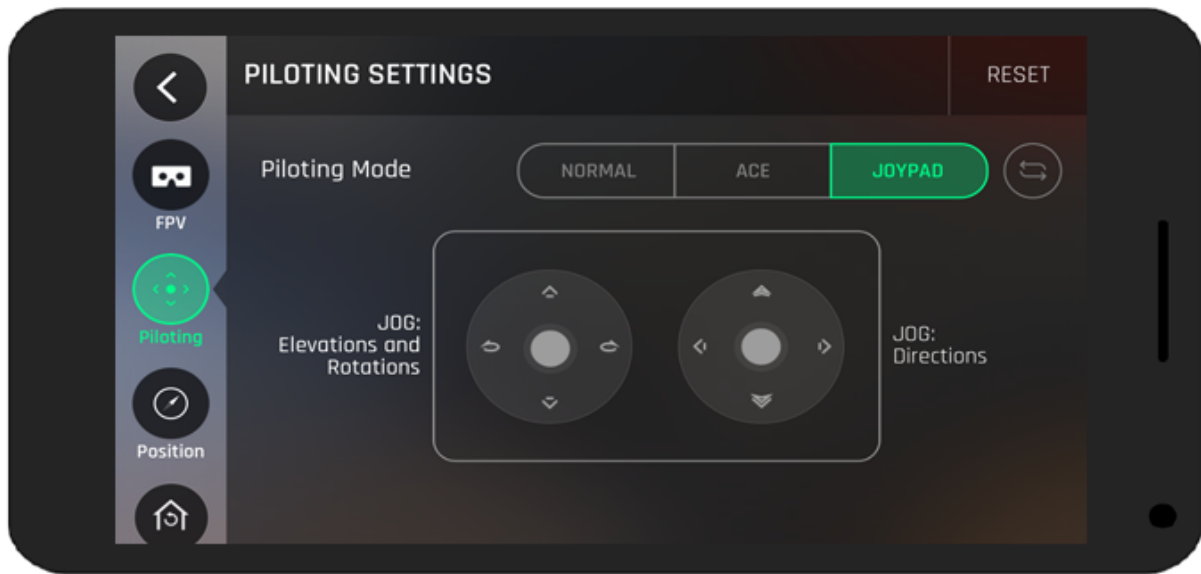 PILOTING SETTINGS
RESET
FPV
Piloting
Position
Piloting Mode
NORMAL
ACE
JOYPAD
JOG:
Elevations and
Rotations
JOG:
Directions